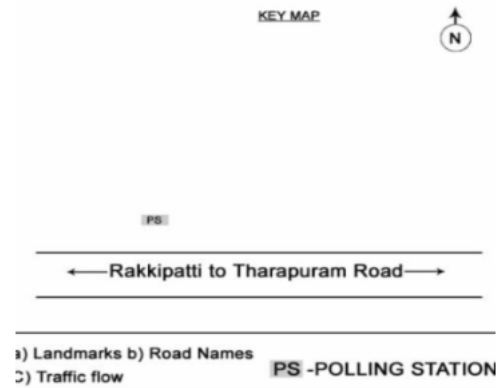 KEY MAP
N
PS
Rakkipatti to Tharapuram Road
a) Landmarks b) Road Names
C) Traffic flow
PS -POLLING STATION